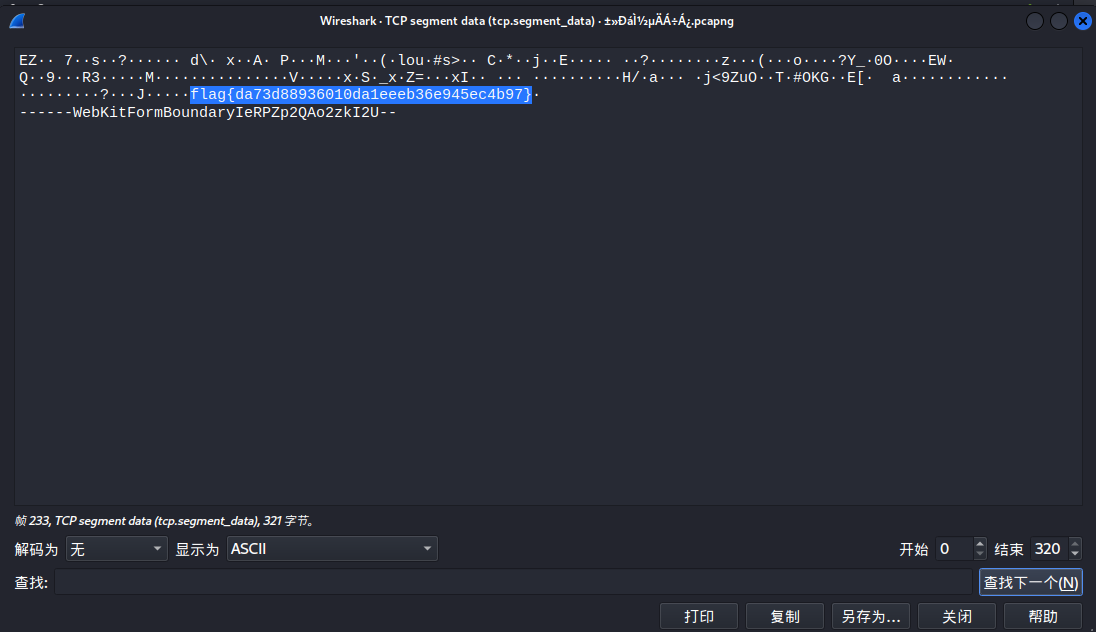 Wireshark · TCP segment data (tcp.segment_data) · ±»ÐáÌ½µÄÁ÷Á¿.pcapng
EZ·· 7··s··?······ d\· x··A· P···M···'··(·lou·#s>·· C·*··j··E····· ··?········z···(···o····?Y_·0O····EW·
Q··9···R3·····M···············V·····x·S·_x·Z=···xI·· ··· ··········H/·a··· ·j<9ZuO··T·#OKG··E[·  a············
·········?···J·····flag{da73d88936010da1eeeb36e945ec4b97}·
------WebKitFormBoundaryIeRPZp2QAo2zkI2U--
帧 233, TCP segment data (tcp.segment_data), 321 字节。
解码为 无 显示为 ASCII 开始 0 结束 320
查找: 查找下一个(N)
打印 复制 另存为… 关闭 帮助